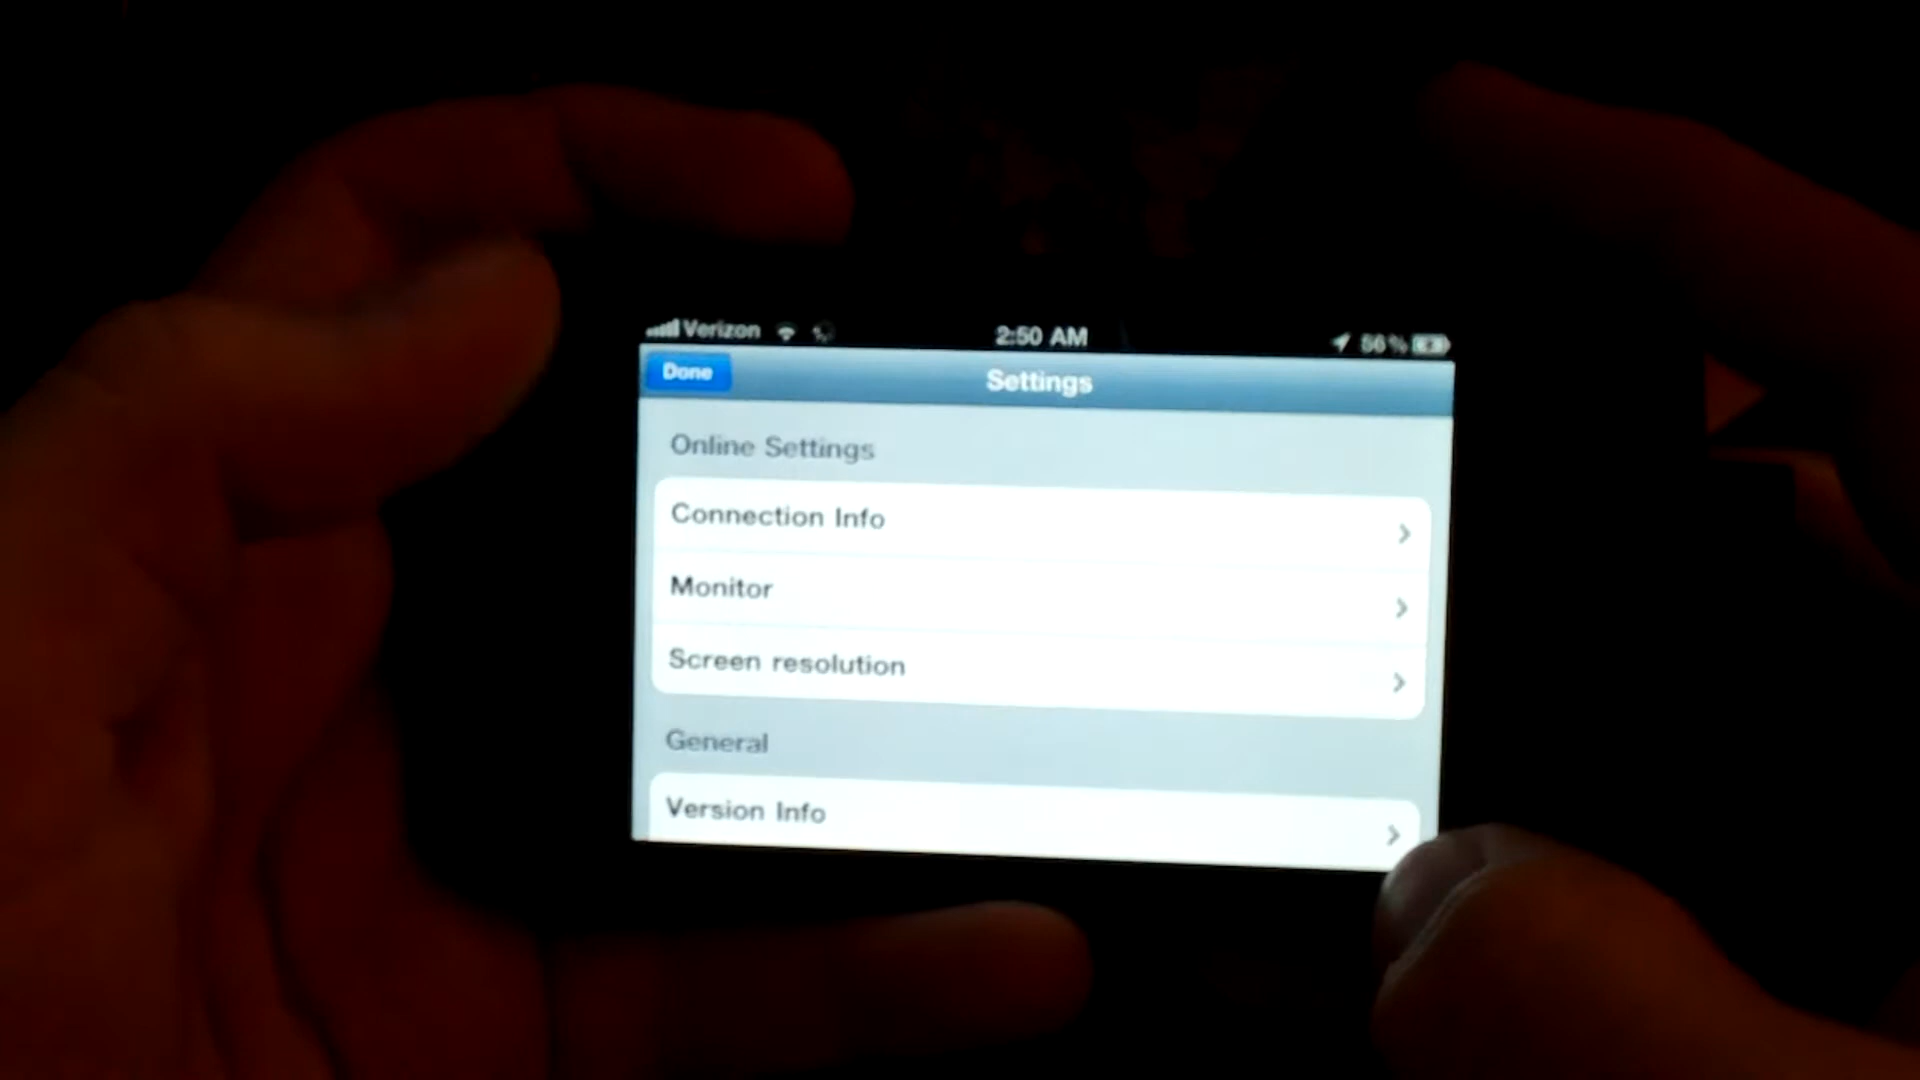 Verizon 2:50 AM 56%
Done Settings
Online Settings
Connection Info
Monitor
Screen resolution
General
Version Info